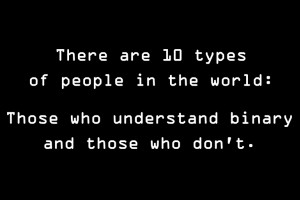 There are 10 types
of people in the world:
Those who understand binary
and those who don't.